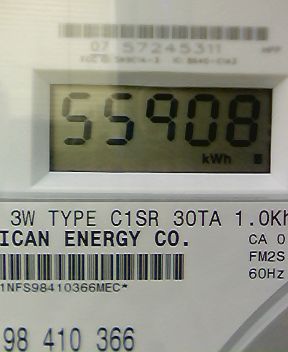 07 57245311
55908
kWh
3W TYPE C1SR 30TA 1.0Kh
ICAN ENERGY CO.
CA 0
FM2S
60Hz
1NFS98410366MEC*
98 410 366